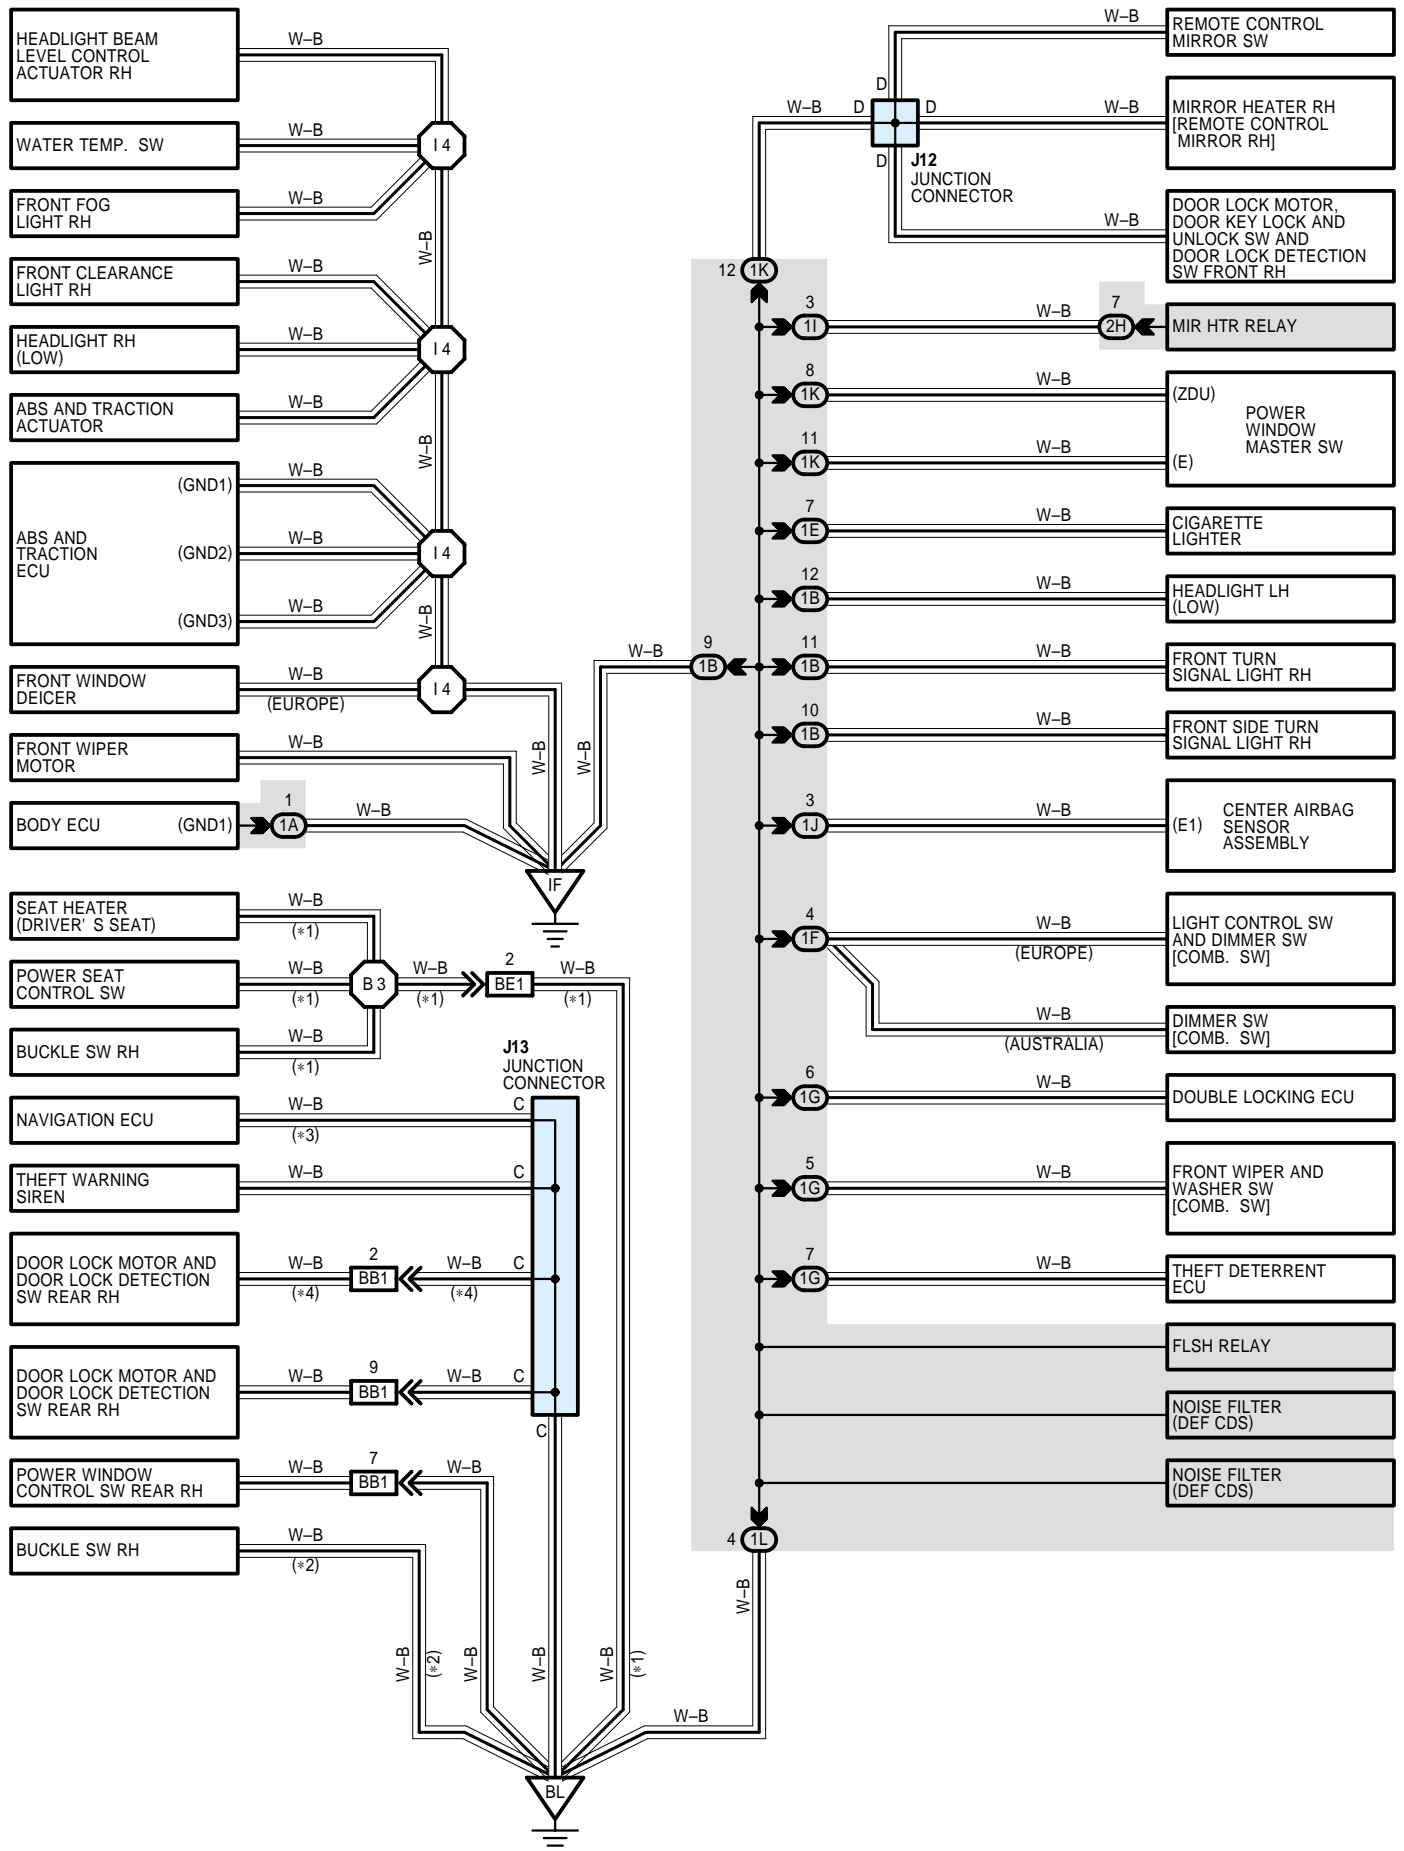 HEADLIGHT BEAM
LEVEL CONTROL
ACTUATOR RH
W–B
WATER TEMP. SW
W–B
I 4
FRONT FOG
LIGHT RH
W–B
W–B
FRONT CLEARANCE
LIGHT RH
W–B
HEADLIGHT RH
(LOW)
W–B
I 4
ABS AND TRACTION
ACTUATOR
W–B
W–B
ABS AND
TRACTION
ECU
(GND1)
W–B
(GND2)
W–B
I 4
(GND3)
W–B
W–B
FRONT WINDOW
DEICER
W–B
(EUROPE)
I 4
FRONT WIPER
MOTOR
W–B
W–B
W–B
BODY ECU
(GND1)
1
1A
W–B
IF
SEAT HEATER
(DRIVER' S SEAT)
W–B
(*1)
POWER SEAT
CONTROL SW
W–B
(*1)
B 3
W–B
(*1)
2
BE1
W–B
(*1)
BUCKLE SW RH
W–B
(*1)
J13
JUNCTION
CONNECTOR
NAVIGATION ECU
W–B
(*3)
C
THEFT WARNING
SIREN
W–B
C
DOOR LOCK MOTOR AND
DOOR LOCK DETECTION
SW REAR RH
W–B
(*4)
2
BB1
W–B
(*4)
C
DOOR LOCK MOTOR AND
DOOR LOCK DETECTION
SW REAR RH
W–B
9
BB1
W–B
C
C
POWER WINDOW
CONTROL SW REAR RH
W–B
7
BB1
W–B
BUCKLE SW RH
W–B
(*2)
W–B
(*2)
W–B
W–B
W–B
(*1)
W–B
BL
W–B
REMOTE CONTROL
MIRROR SW
D
W–B
D
D
W–B
MIRROR HEATER RH
[REMOTE CONTROL
MIRROR RH]
D
J12
JUNCTION
CONNECTOR
W–B
DOOR LOCK MOTOR,
DOOR KEY LOCK AND
UNLOCK SW AND
DOOR LOCK DETECTION
SW FRONT RH
12
1K
3
1I
W–B
7
2H
MIR HTR RELAY
8
1K
W–B
(ZDU)
POWER
WINDOW
MASTER SW
11
1K
W–B
(E)
7
1E
W–B
CIGARETTE
LIGHTER
12
1B
W–B
HEADLIGHT LH
(LOW)
W–B
9
1B
11
1B
W–B
FRONT TURN
SIGNAL LIGHT RH
10
1B
W–B
FRONT SIDE TURN
SIGNAL LIGHT RH
3
1J
W–B
(E1)
CENTER AIRBAG
SENSOR
ASSEMBLY
4
1F
W–B
(EUROPE)
LIGHT CONTROL SW
AND DIMMER SW
[COMB. SW]
W–B
(AUSTRALIA)
DIMMER SW
[COMB. SW]
6
1G
W–B
DOUBLE LOCKING ECU
5
1G
W–B
FRONT WIPER AND
WASHER SW
[COMB. SW]
7
1G
W–B
THEFT DETERRENT
ECU
FLSH RELAY
NOISE FILTER
(DEF CDS)
NOISE FILTER
(DEF CDS)
4
1L
W–B